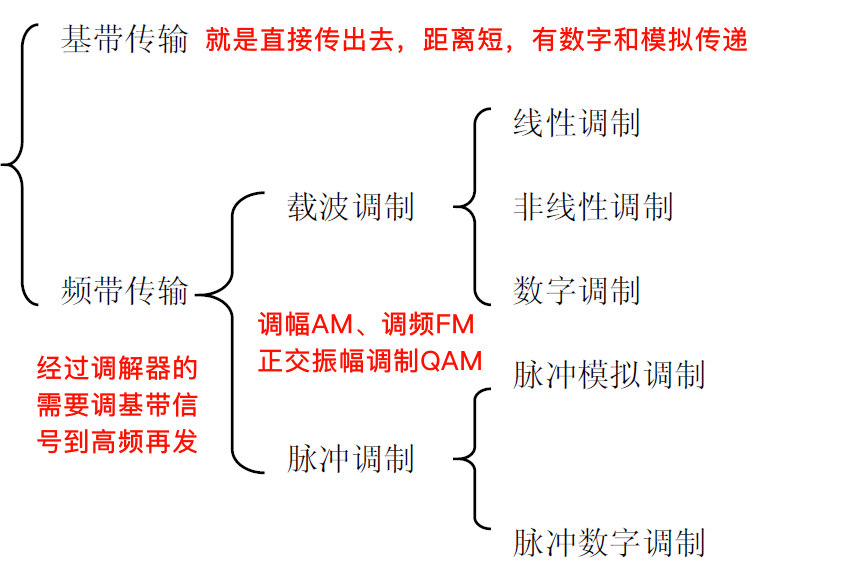 基带传输 就是直接传出去，距离短，有数字和模拟传递
线性调制
载波调制
非线性调制
频带传输
数字调制
调幅AM、调频FM
正交振幅调制QAM
经过调解器的
需要调基带信
号到高频再发
脉冲模拟调制
脉冲调制
脉冲数字调制